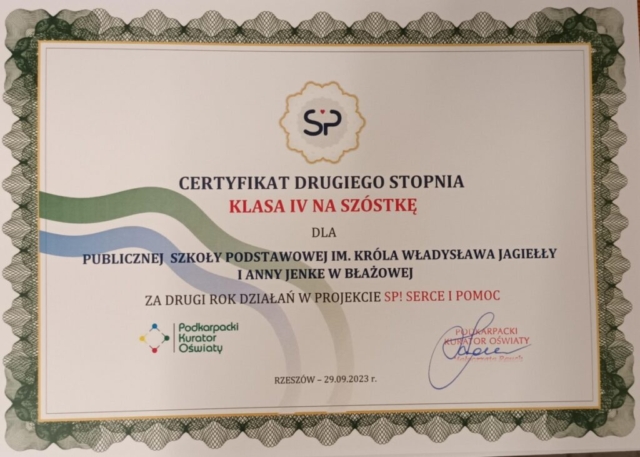 SP
CERTYFIKAT DRUGIEGO STOPNIA
KLASA IV NA SZÓSTKĘ
DLA
PUBLICZNEJ SZKOŁY PODSTAWOWEJ IM. KRÓLA WŁADYSŁAWA JAGIEŁŁY
I ANNY JENKE W BŁAŻOWEJ
ZA DRUGI ROK DZIAŁAŃ W PROJEKCIE SP! SERCE I POMOC
Podkarpacki
Kurator
Oświaty
PODKARPACKI
KURATOR OŚWIATY
RZESZÓW – 29.09.2023 r.